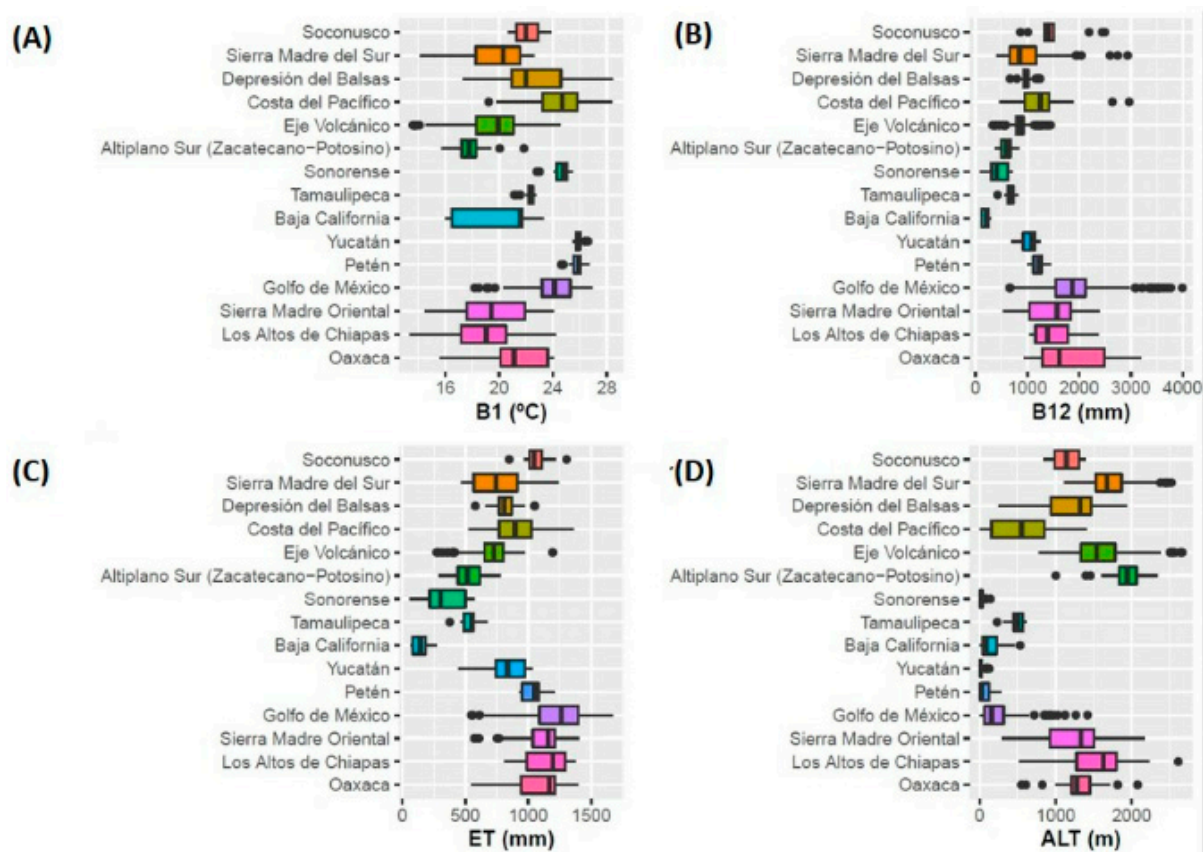 (A)
Soconusco
Sierra Madre del Sur
Depresión del Balsas
Costa del Pacífico
Eje Volcánico
Altiplano Sur (Zacatecano−Potosino)
Sonorense
Tamaulipeca
Baja California
Yucatán
Petén
Golfo de México
Sierra Madre Oriental
Los Altos de Chiapas
Oaxaca
16 20 24 28
B1 (ºC)
(B)
Soconusco
Sierra Madre del Sur
Depresión del Balsas
Costa del Pacífico
Eje Volcánico
Altiplano Sur (Zacatecano−Potosino)
Sonorense
Tamaulipeca
Baja California
Yucatán
Petén
Golfo de México
Sierra Madre Oriental
Los Altos de Chiapas
Oaxaca
0 1000 2000 3000 4000
B12 (mm)
(C)
Soconusco
Sierra Madre del Sur
Depresión del Balsas
Costa del Pacífico
Eje Volcánico
Altiplano Sur (Zacatecano−Potosino)
Sonorense
Tamaulipeca
Baja California
Yucatán
Petén
Golfo de México
Sierra Madre Oriental
Los Altos de Chiapas
Oaxaca
0 500 1000 1500
ET (mm)
(D)
Soconusco
Sierra Madre del Sur
Depresión del Balsas
Costa del Pacífico
Eje Volcánico
Altiplano Sur (Zacatecano−Potosino)
Sonorense
Tamaulipeca
Baja California
Yucatán
Petén
Golfo de México
Sierra Madre Oriental
Los Altos de Chiapas
Oaxaca
0 1000 2000
ALT (m)